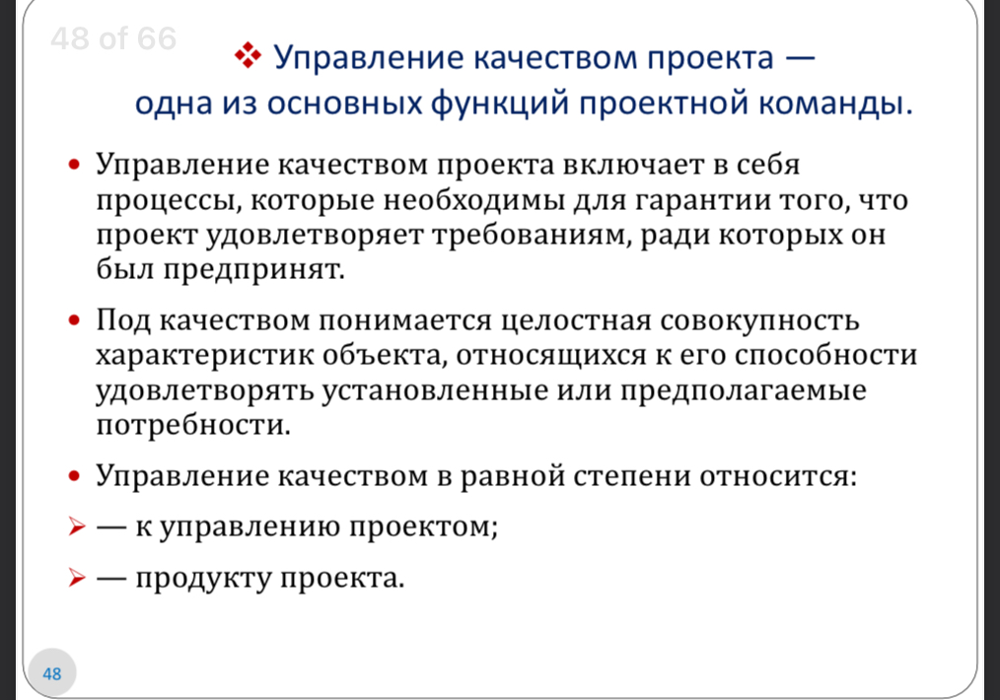 48 of 66
Управление качеством проекта —
одна из основных функций проектной команды.
• Управление качеством проекта включает в себя
процессы, которые необходимы для гарантии того, что
проект удовлетворяет требованиям, ради которых он
был предпринят.
• Под качеством понимается целостная совокупность
характеристик объекта, относящихся к его способности
удовлетворять установленные или предполагаемые
потребности.
• Управление качеством в равной степени относится:
— к управлению проектом;
— продукту проекта.
48